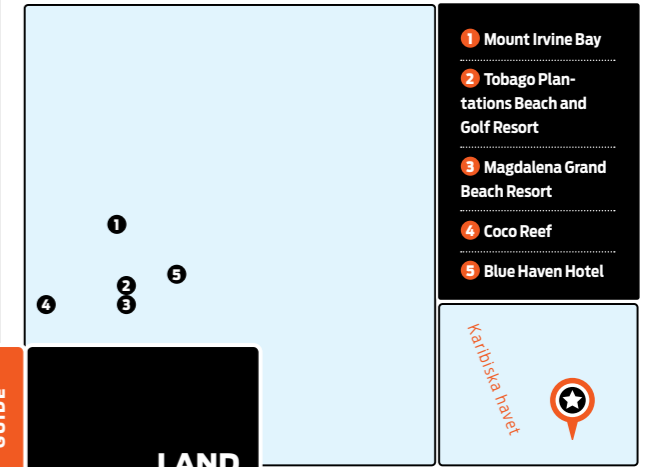 1 Mount Irvine Bay
2 Tobago Plan-
tations Beach and
Golf Resort
3 Magdalena Grand
Beach Resort
4 Coco Reef
5 Blue Haven Hotel
1
5
2
4
3
Karibiska havet
GUIDE
LAND